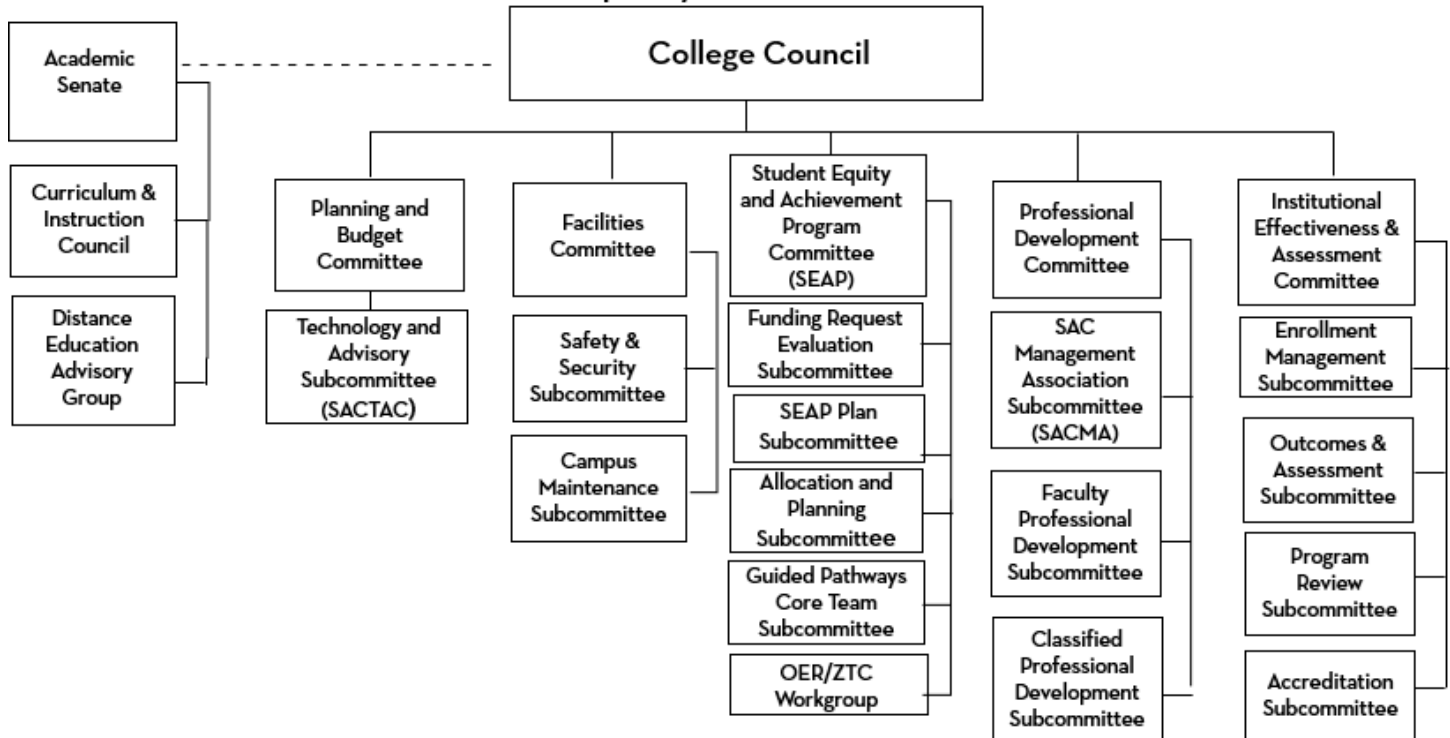 College Council
Academic
Senate
Curriculum &
Instruction
Council
Distance
Education
Advisory
Group
Planning and
Budget
Committee
Technology and
Advisory
Subcommittee
(SACTAC)
Facilities
Committee
Safety &
Security
Subcommittee
Campus
Maintenance
Subcommittee
Student Equity
and Achievement
Program
Committee
(SEAP)
Funding Request
Evaluation
Subcommittee
SEAP Plan
Subcommittee
Allocation and
Planning
Subcommittee
Guided Pathways
Core Team
Subcommittee
OER/ZTC
Workgroup
Professional
Development
Committee
SAC
Management
Association
Subcommittee
(SACMA)
Faculty
Professional
Development
Subcommittee
Classified
Professional
Development
Subcommittee
Institutional
Effectiveness &
Assessment
Committee
Enrollment
Management
Subcommittee
Outcomes &
Assessment
Subcommittee
Program
Review
Subcommittee
Accreditation
Subcommittee